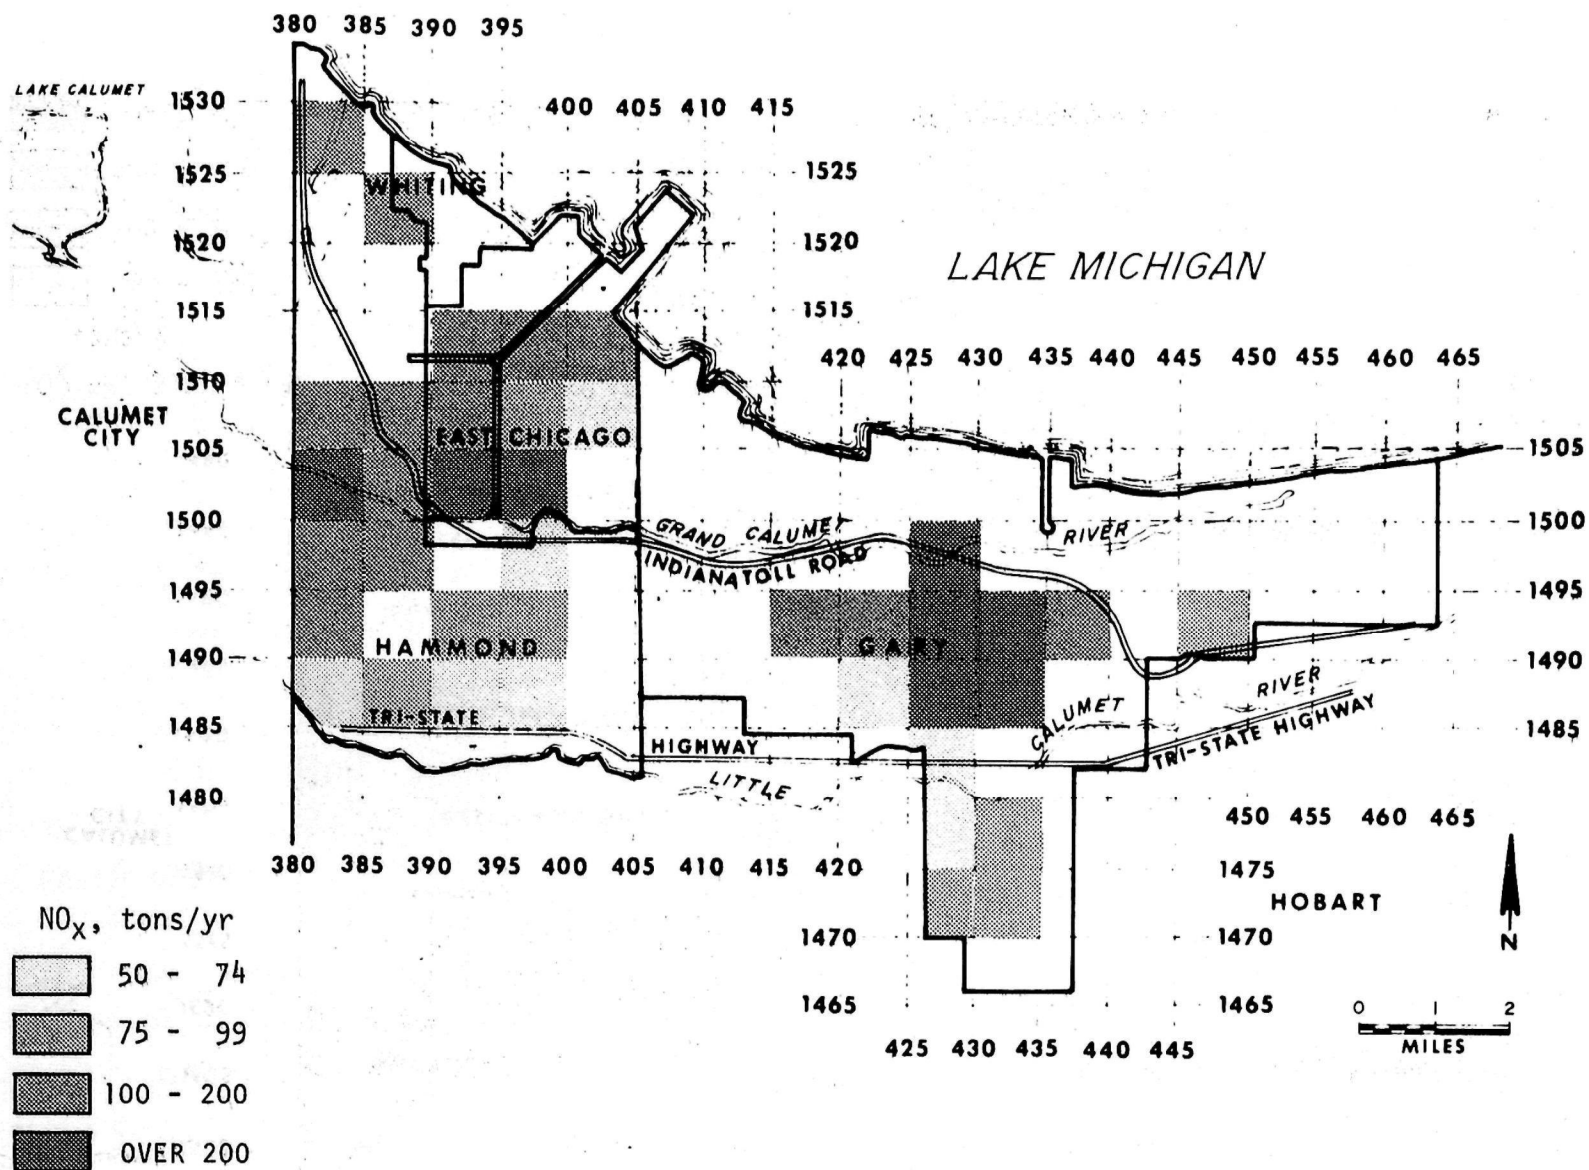 380 385 390 395
LAKE CALUMET
1530
400 405 410 415
1525
WHITING
1525
1520
1520
LAKE MICHIGAN
1515
1515
420 425 430 435 440 445 450 455 460 465
1510
CALUMET
CITY
1505
EAST CHICAGO
1505
1500
GRAND CALUMET
RIVER
1500
INDIANA TOLL ROAD
1495
1495
HAMMOND
GARY
1490
1490
RIVER
TRI-STATE
CALUMET
1485
1485
HIGHWAY
TRI-STATE HIGHWAY
LITTLE
1480
450 455 460 465
380 385 390 395 400 405 410 415 420
1475
HOBART
NOx, tons/yr
1470
1470
N
50 - 74
1465
1465
0 1 2
MILES
75 - 99
425 430 435 440 445
100 - 200
OVER 200